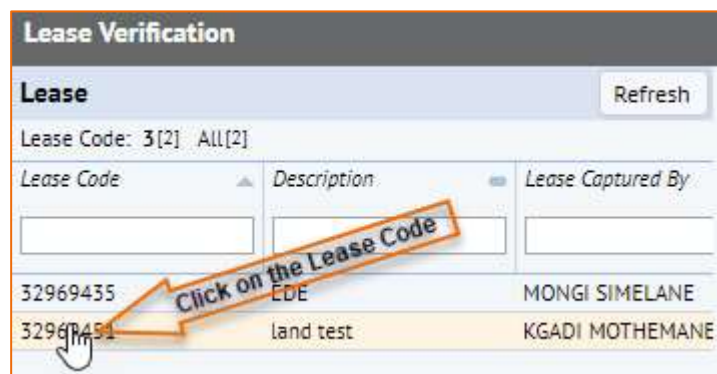 Lease Verification
Lease Refresh
Lease Code: 3[2] All[2]
Lease Code Description Lease Captured By
Click on the Lease Code
32969435 EDE MONGI SIMELANE
land test KGADI MOTHEMANE